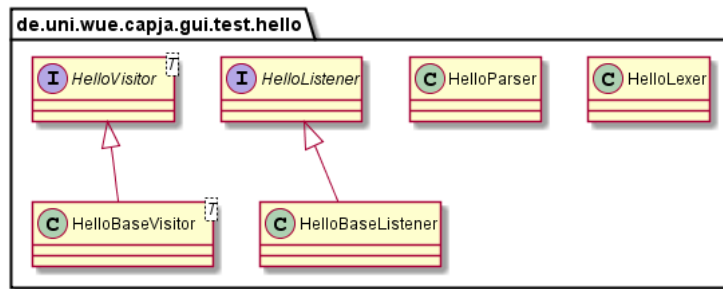 de.uni.wue.capja.gui.test.hello
I HelloVisitor T
I HelloListener
C HelloParser
C HelloLexer
C HelloBaseVisitor T
C HelloBaseListener